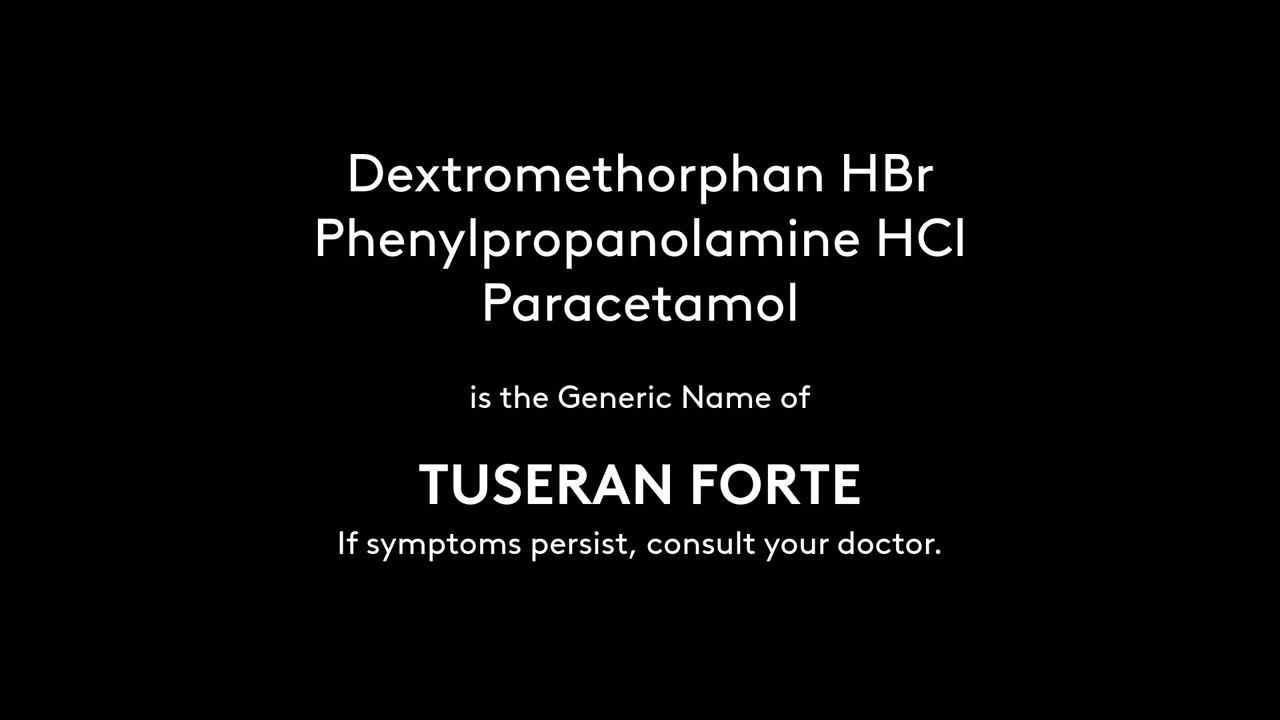 Dextromethorphan HBr
Phenylpropanolamine HCl
Paracetamol
is the Generic Name of
TUSERAN FORTE
If symptoms persist, consult your doctor.